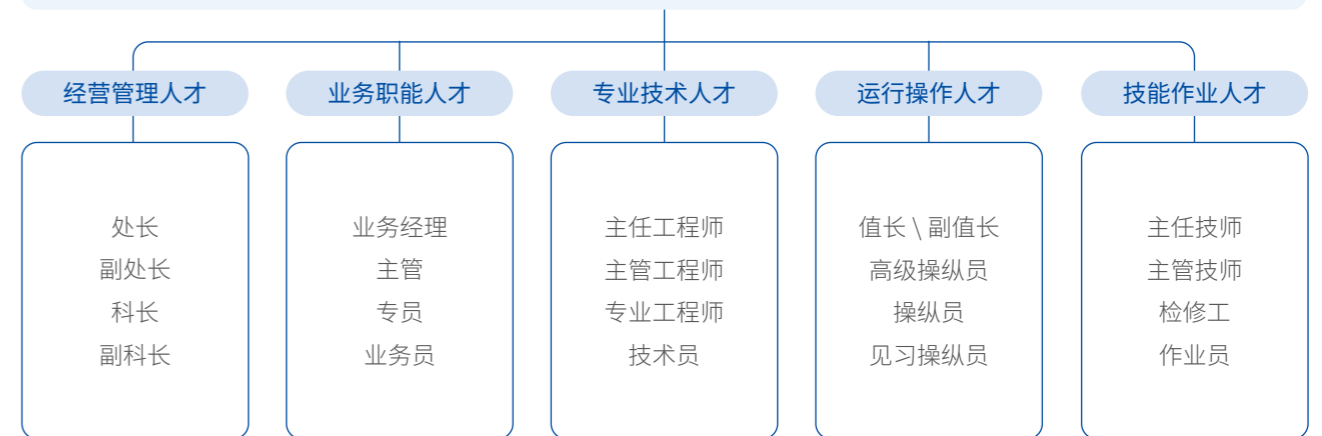 经营管理人才
处长
副处长
科长
副科长
业务职能人才
业务经理
主管
专员
业务员
专业技术人才
主任工程师
主管工程师
专业工程师
技术员
运行操作人才
值长 \ 副值长
高级操纵员
操纵员
见习操纵员
技能作业人才
主任技师
主管技师
检修工
作业员